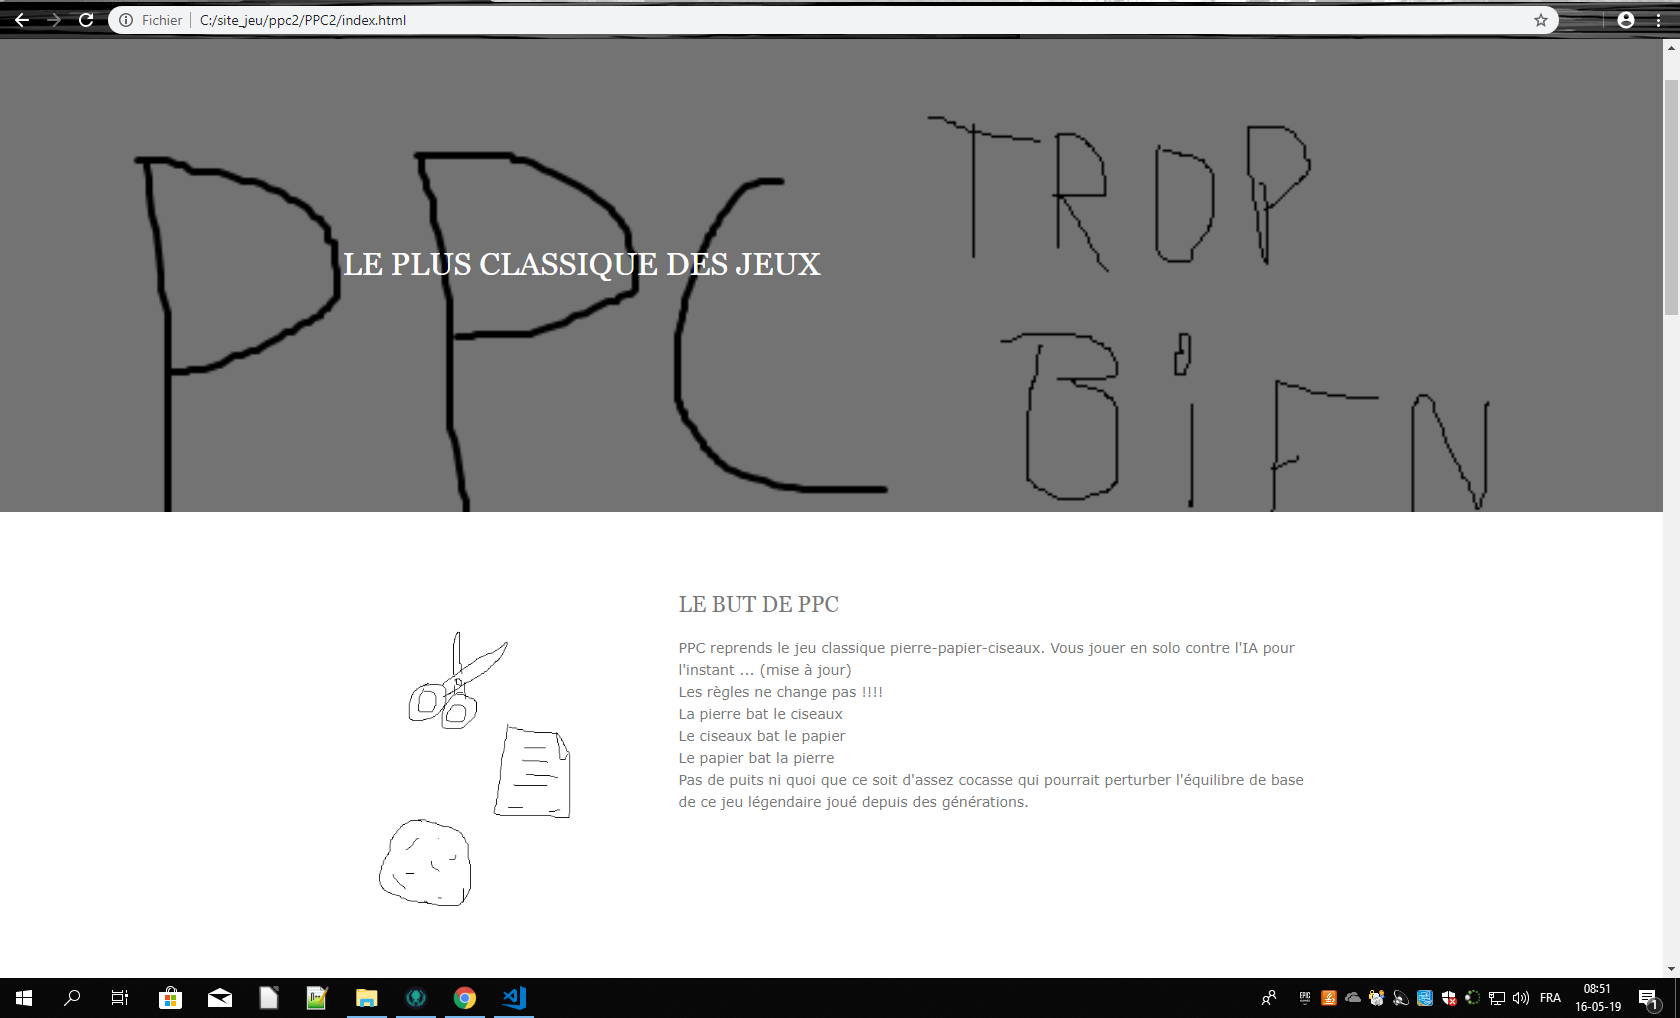 Fichier C:/site_jeu/ppc2/PPC2/index.html
PPC TROP
BiEN
LE PLUS CLASSIQUE DES JEUX
LE BUT DE PPC
PPC reprends le jeu classique pierre-papier-ciseaux. Vous jouer en solo contre l'IA pour
l'instant ... (mise à jour)
Les règles ne change pas !!!!
La pierre bat le ciseaux
Le ciseaux bat le papier
Le papier bat la pierre
Pas de puits ni quoi que ce soit d'assez cocasse qui pourrait perturber l'équilibre de base
de ce jeu légendaire joué depuis des générations.
EPIC FRA 08:51
16-05-19 1